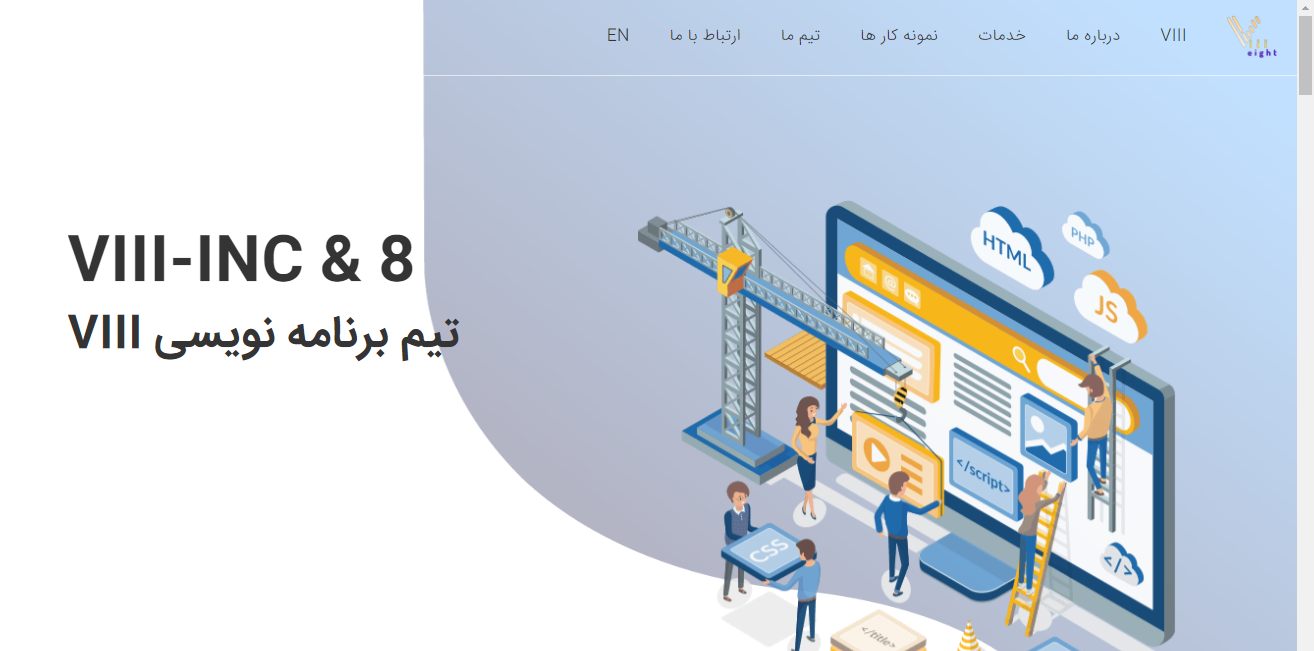 VIII
eight
VIII درباره ما خدمات نمونه کار ها تیم ما ارتباط با ما EN
VIII-INC & 8
تیم برنامه نویسی VIII
HTML
PHP
JS
</script>
CSS
</>
</title>